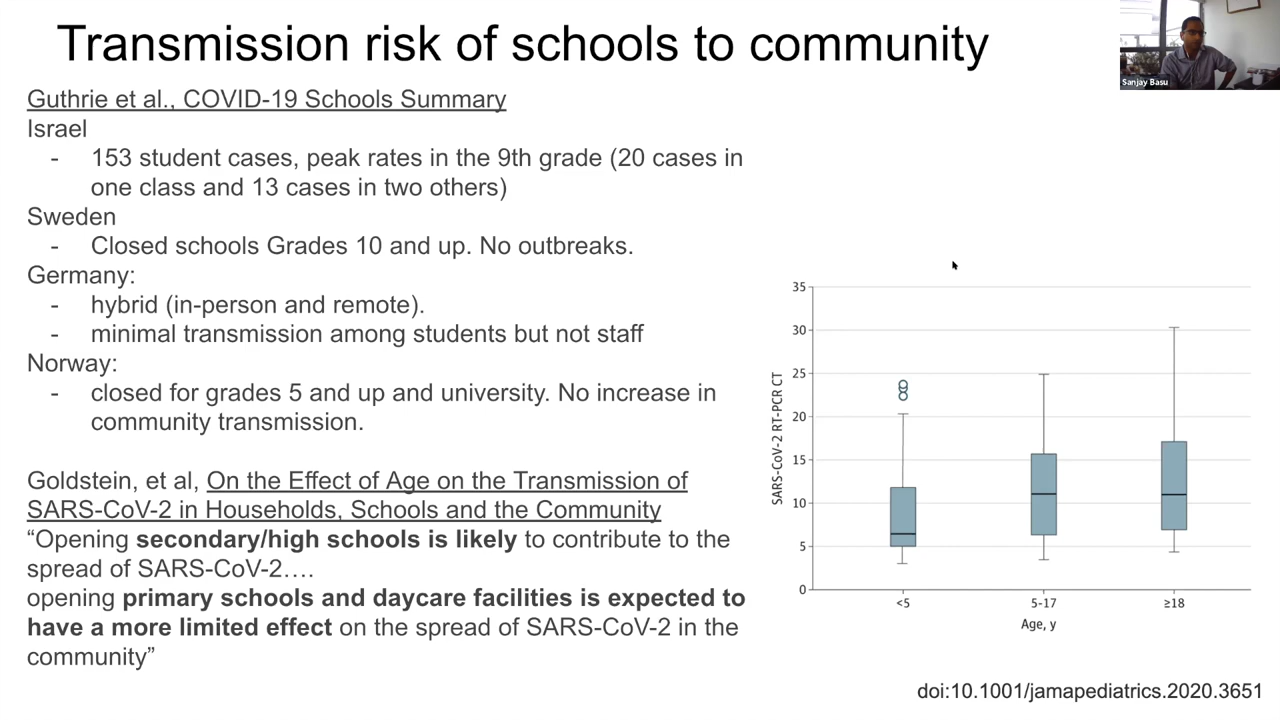 Transmission risk of schools to community
Sanjay Basu
Guthrie et al., COVID-19 Schools Summary
Israel
- 153 student cases, peak rates in the 9th grade (20 cases in
one class and 13 cases in two others)
Sweden
- Closed schools Grades 10 and up. No outbreaks.
Germany:
- hybrid (in-person and remote).
- minimal transmission among students but not staff
Norway:
- closed for grades 5 and up and university. No increase in
community transmission.
Goldstein, et al, On the Effect of Age on the Transmission of
SARS-CoV-2 in Households, Schools and the Community
“Opening secondary/high schools is likely to contribute to the
spread of SARS-CoV-2….
opening primary schools and daycare facilities is expected to
have a more limited effect on the spread of SARS-CoV-2 in the
community”
SARS-CoV-2 RT-PCR CT
35
30
25
20
15
10
5
0
<5
5-17
≥18
Age, y
doi:10.1001/jamapediatrics.2020.3651